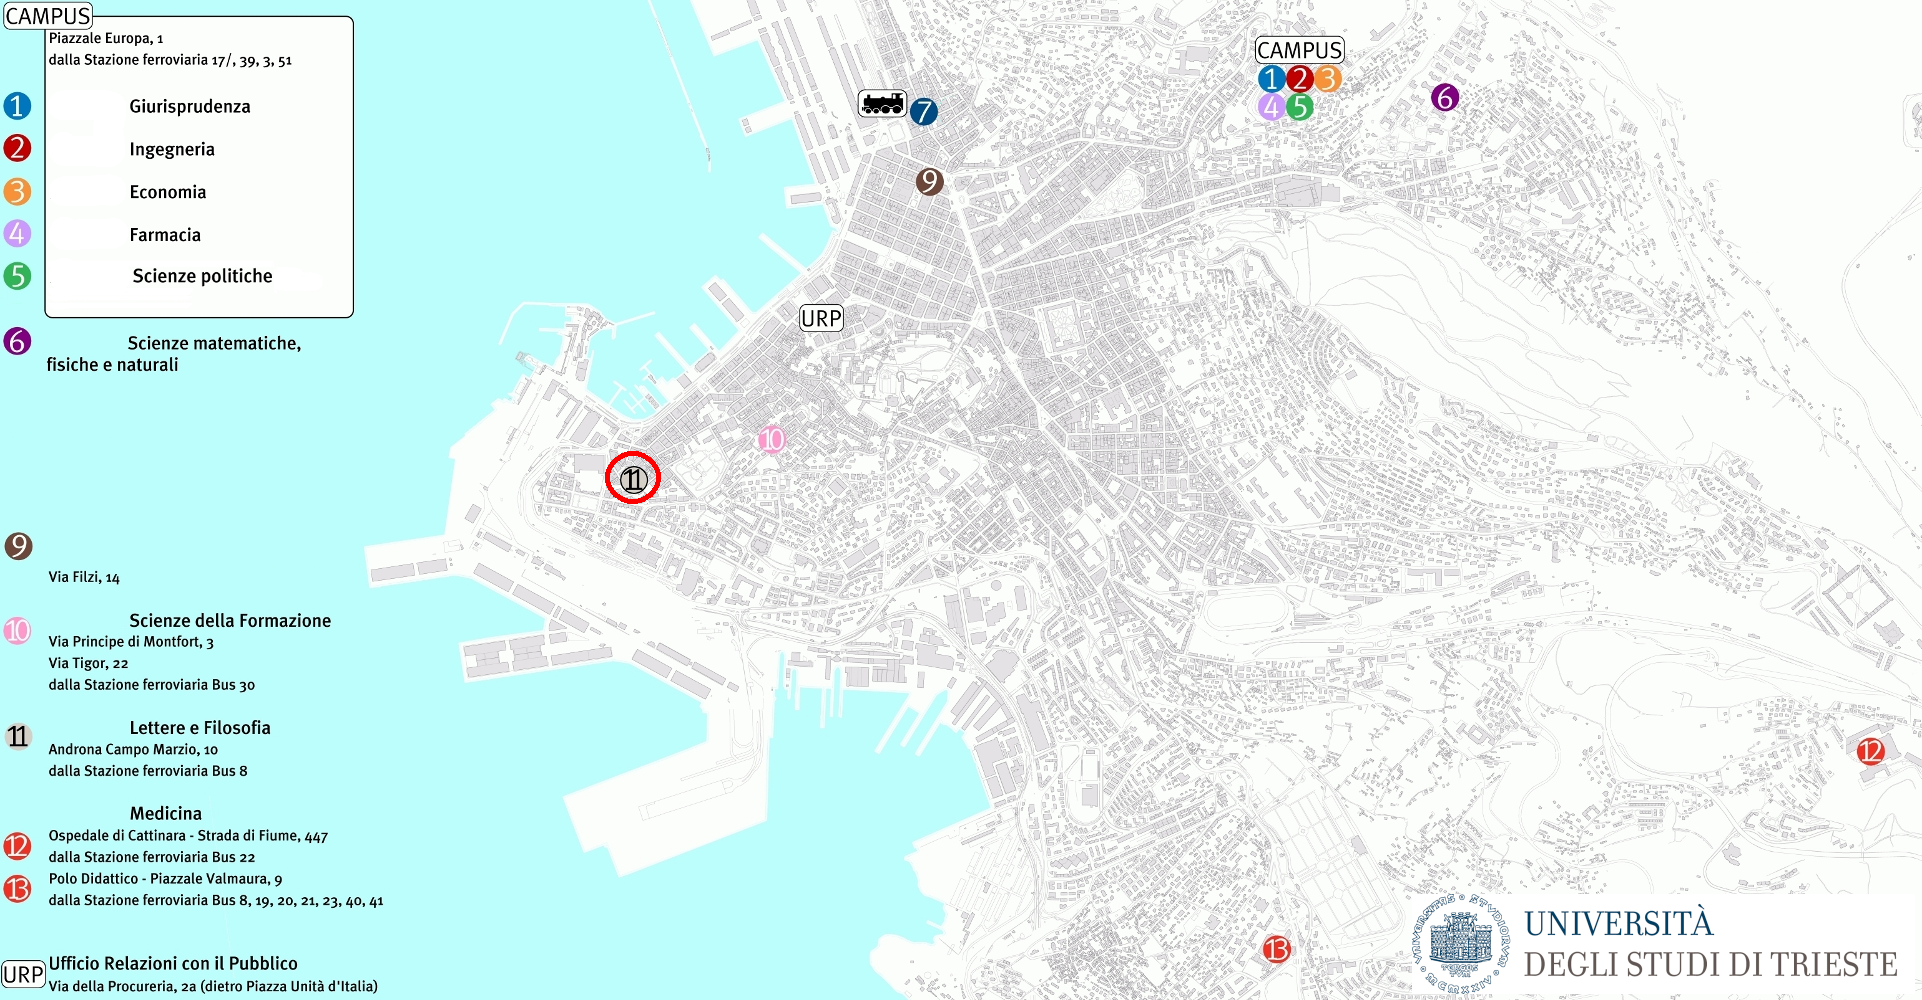 CAMPUS
Piazzale Europa, 1
dalla Stazione ferroviaria 17/, 39, 3, 51
1 Giurisprudenza
2 Ingegneria
3 Economia
4 Farmacia
5 Scienze politiche
6 Scienze matematiche,
fisiche e naturali
9
Via Filzi, 14
10 Scienze della Formazione
Via Principe di Montfort, 3
Via Tigor, 22
dalla Stazione ferroviaria Bus 30
11 Lettere e Filosofia
Androna Campo Marzio, 10
dalla Stazione ferroviaria Bus 8
Medicina
12 Ospedale di Cattinara - Strada di Fiume, 447
dalla Stazione ferroviaria Bus 22
13 Polo Didattico - Piazzale Valmaura, 9
dalla Stazione ferroviaria Bus 8, 19, 20, 21, 23, 40, 41
URP Ufficio Relazioni con il Pubblico
Via della Procureria, 2a (dietro Piazza Unità d'Italia)
CAMPUS
1 2 3
4 5
6
7
9
URP
10
11
12
13
UNIVERSITÀ
DEGLI STUDI DI TRIESTE
UNIVERSITAS STUDIORUM
TERGESTVM
MCMXXIV